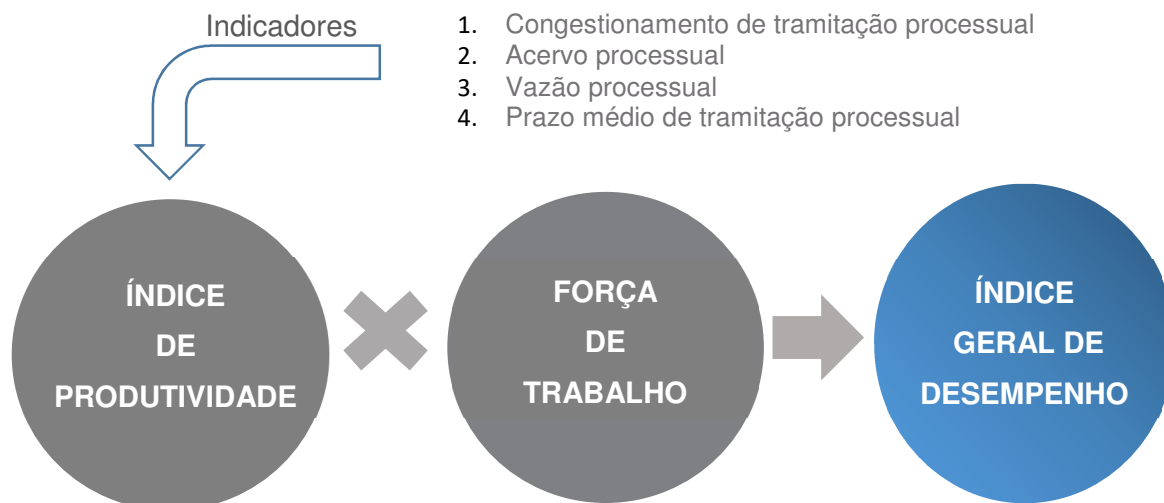 Indicadores
1. Congestionamento de tramitação processual
2. Acervo processual
3. Vazão processual
4. Prazo médio de tramitação processual
ÍNDICE
DE
PRODUTIVIDADE
FORÇA
DE
TRABALHO
ÍNDICE
GERAL DE
DESEMPENHO